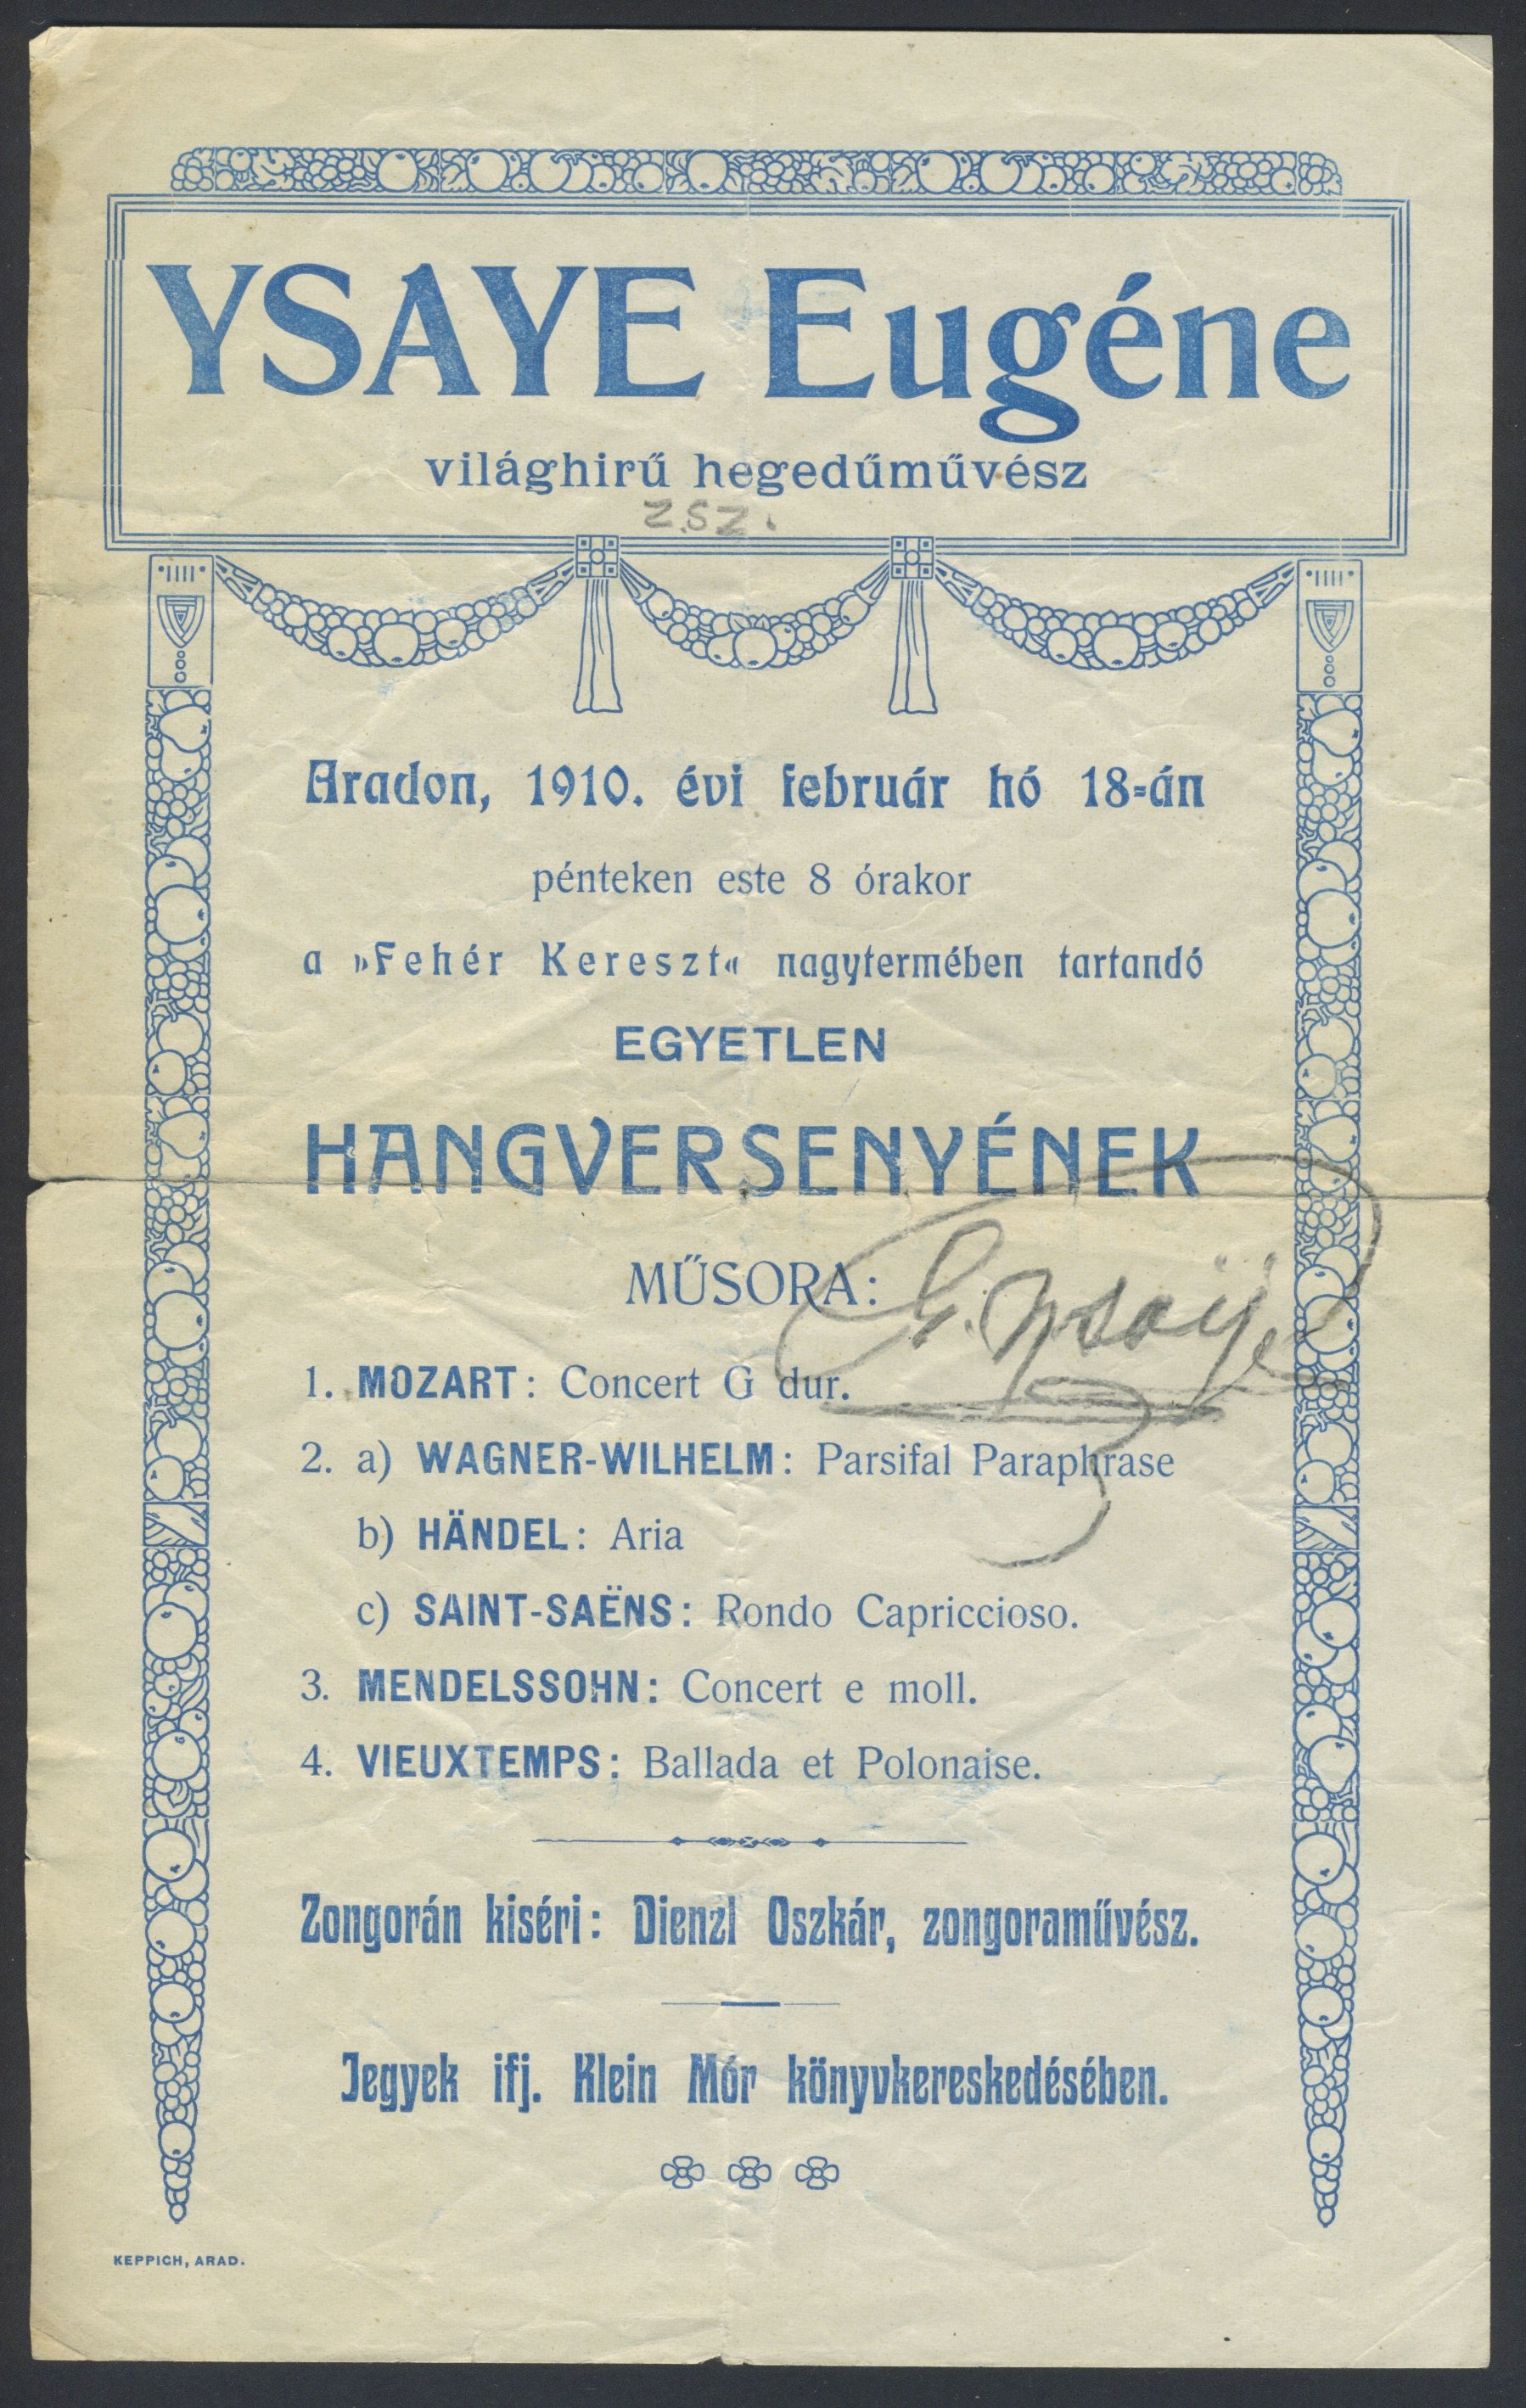 YSAYE Eugéne
világhirű hegedűművész
Z.SZ.
Aradon, 1910. évi február hó 18-án
pénteken este 8 órakor
a »Fehér Kereszt« nagytermében tartandó
EGYETLEN
HANGVERSENYÉNEK
MŰSORA:
E. Ysaÿe
1. MOZART: Concert G dur.
2. a) WAGNER-WILHELM: Parsifal Paraphrase
b) HÄNDEL: Aria
c) SAINT-SAËNS: Rondo Capriccioso.
3. MENDELSSOHN: Concert e moll.
4. VIEUXTEMPS: Ballada et Polonaise.
Zongorán kiséri: Dienzl Oszkár, zongoraművész.
Jegyek ifj. Klein Mór könyvkereskedésében.
KEPPICH, ARAD.